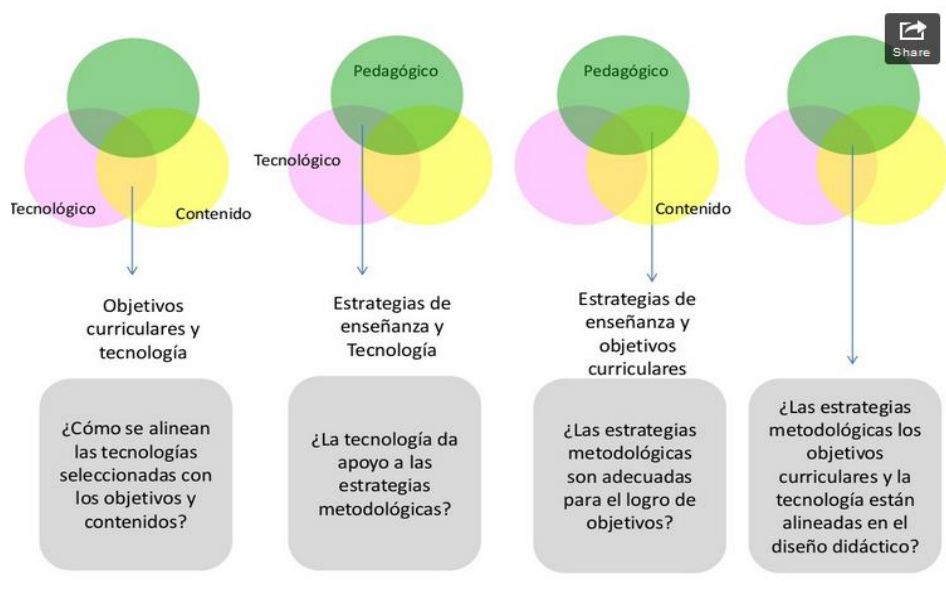 Share
Tecnológico
Contenido
Objetivos
curriculares y
tecnología
¿Cómo se alinean
las tecnologías
seleccionadas con
los objetivos y
contenidos?
Pedagógico
Tecnológico
Estrategias de
enseñanza y
Tecnología
¿La tecnología da
apoyo a las
estrategias
metodológicas?
Pedagógico
Contenido
Estrategias de
enseñanza y
objetivos
curriculares
¿Las estrategias
metodológicas
son adecuadas
para el logro de
objetivos?
¿Las estrategias
metodológicas los
objetivos
curriculares y la
tecnología están
alineadas en el
diseño didáctico?